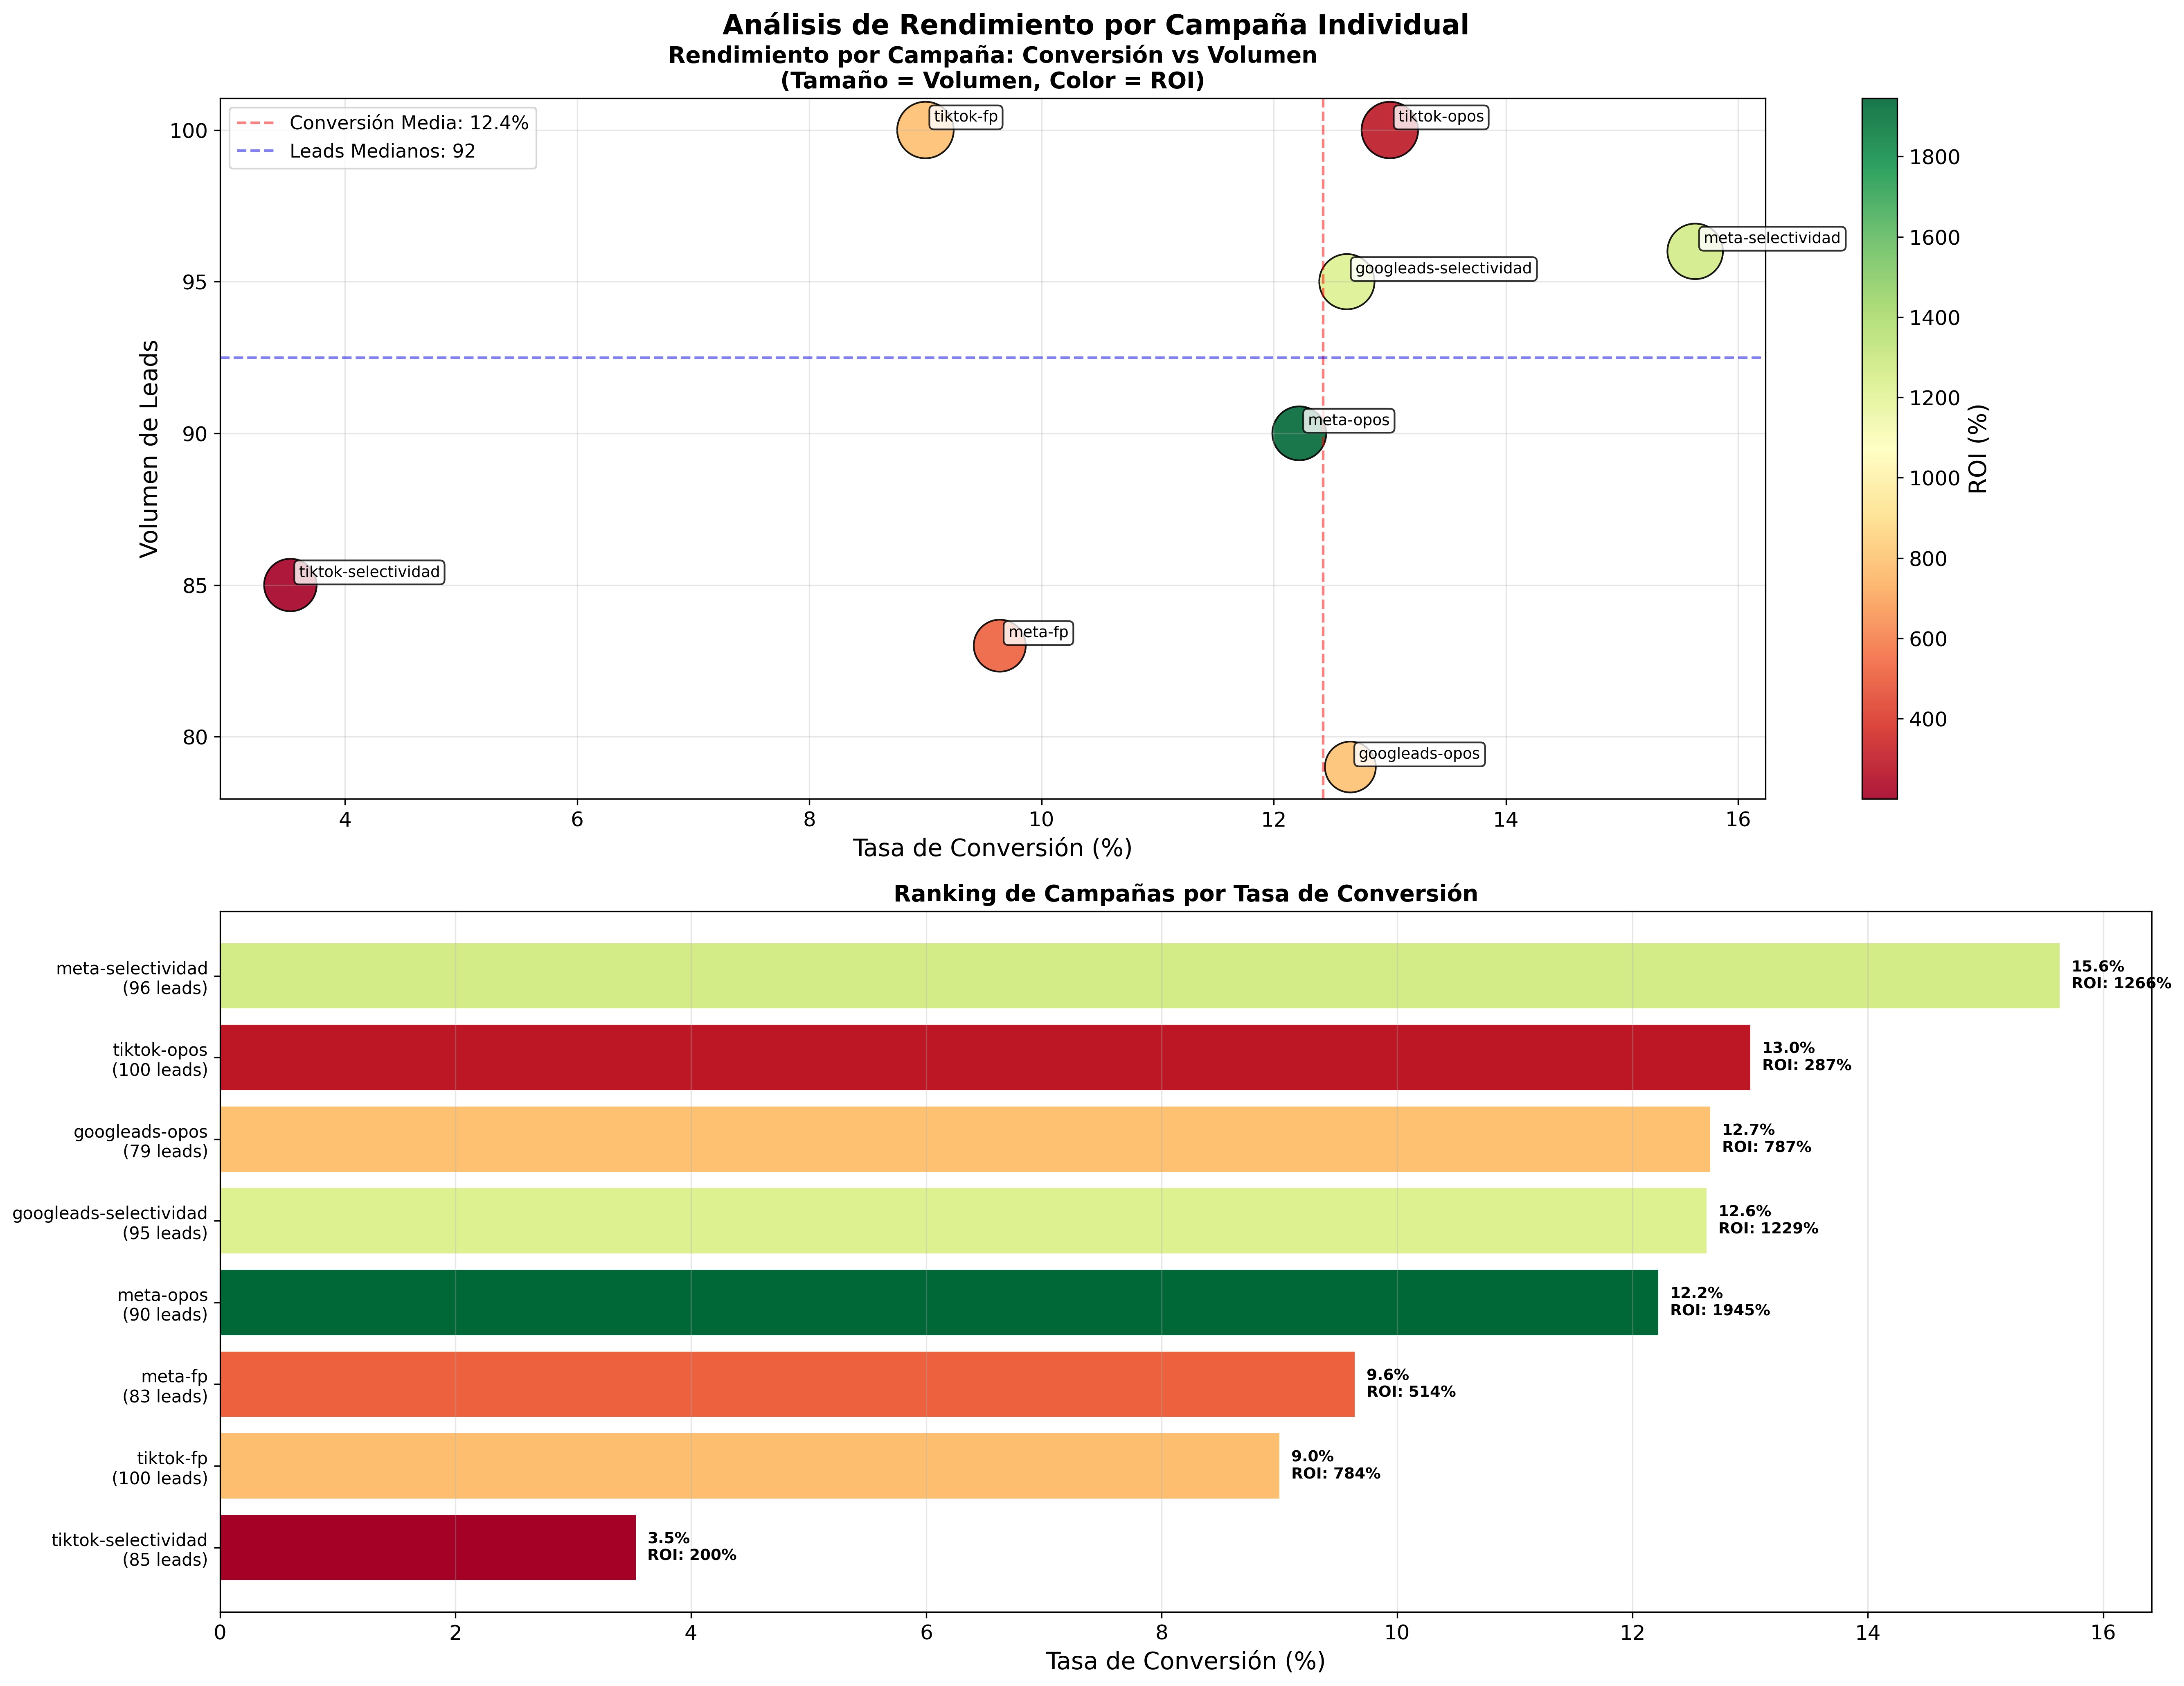 Análisis de Rendimiento por Campaña Individual
Rendimiento por Campaña: Conversión vs Volumen
(Tamaño = Volumen, Color = ROI)
Conversión Media: 12.4%
Leads Medianos: 92
tiktok-fp
tiktok-opos
meta-selectividad
googleads-selectividad
meta-opos
tiktok-selectividad
meta-fp
googleads-opos
100
95
90
85
80
Volumen de Leads
4
6
8
10
12
14
16
Tasa de Conversión (%)
1800
1600
1400
1200
1000
800
600
400
ROI (%)
Ranking de Campañas por Tasa de Conversión
meta-selectividad
(96 leads)
15.6%
ROI: 1266%
tiktok-opos
(100 leads)
13.0%
ROI: 287%
googleads-opos
(79 leads)
12.7%
ROI: 787%
googleads-selectividad
(95 leads)
12.6%
ROI: 1229%
meta-opos
(90 leads)
12.2%
ROI: 1945%
meta-fp
(83 leads)
9.6%
ROI: 514%
tiktok-fp
(100 leads)
9.0%
ROI: 784%
tiktok-selectividad
(85 leads)
3.5%
ROI: 200%
0
2
4
6
8
10
12
14
16
Tasa de Conversión (%)